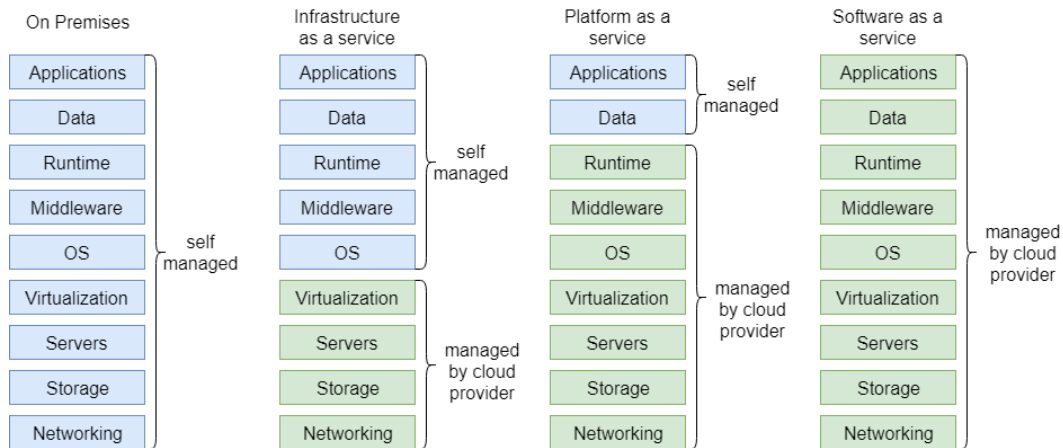 On Premises
Applications
Data
Runtime
Middleware
OS
Virtualization
Servers
Storage
Networking
self
managed
Infrastructure
as a service
Applications
Data
Runtime
Middleware
OS
Virtualization
Servers
Storage
Networking
self
managed
managed
by cloud
provider
Platform as a
service
Applications
Data
Runtime
Middleware
OS
Virtualization
Servers
Storage
Networking
self
managed
managed
by cloud
provider
Software as a
service
Applications
Data
Runtime
Middleware
OS
Virtualization
Servers
Storage
Networking
managed
by cloud
provider